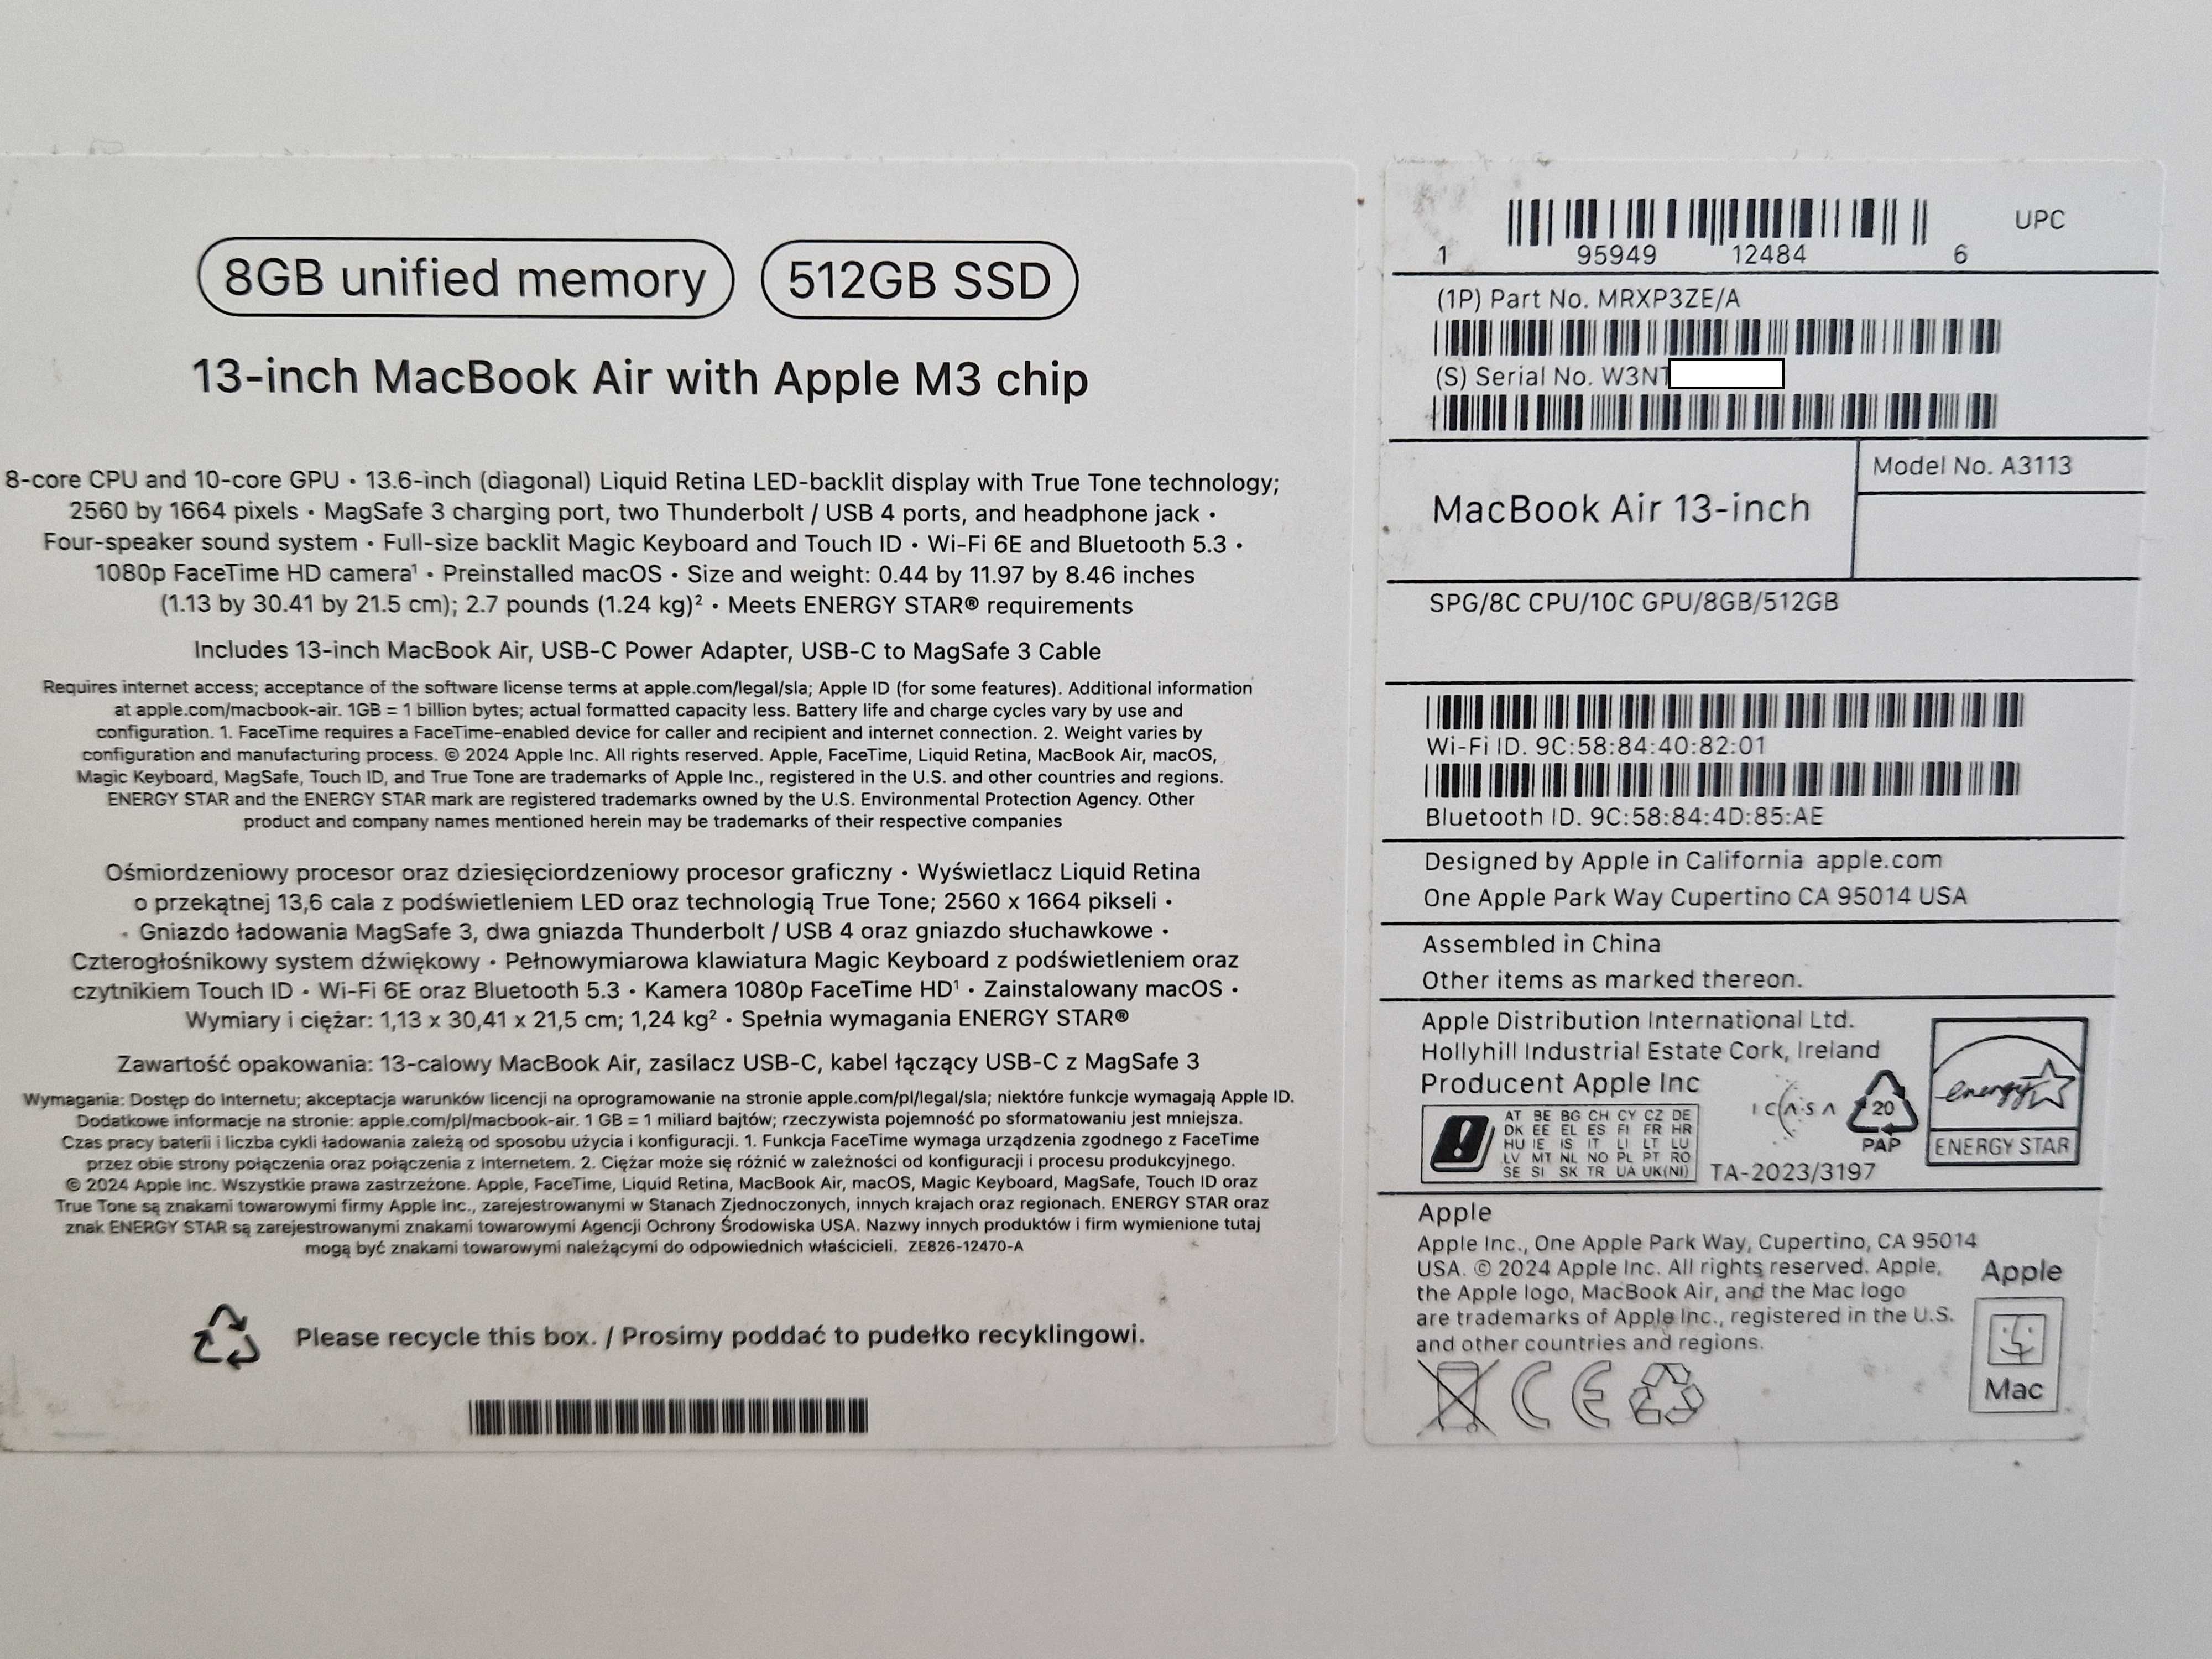 8GB unified memory 512GB SSD
13-inch MacBook Air with Apple M3 chip
8-core CPU and 10-core GPU • 13.6-inch (diagonal) Liquid Retina LED-backlit display with True Tone technology;
2560 by 1664 pixels • MagSafe 3 charging port, two Thunderbolt / USB 4 ports, and headphone jack •
Four-speaker sound system • Full-size backlit Magic Keyboard and Touch ID • Wi-Fi 6E and Bluetooth 5.3 •
1080p FaceTime HD camera¹ • Preinstalled macOS • Size and weight: 0.44 by 11.97 by 8.46 inches
(1.13 by 30.41 by 21.5 cm); 2.7 pounds (1.24 kg)² • Meets ENERGY STAR® requirements
Includes 13-inch MacBook Air, USB-C Power Adapter, USB-C to MagSafe 3 Cable
Requires internet access; acceptance of the software license terms at apple.com/legal/sla; Apple ID (for some features). Additional information
at apple.com/macbook-air. 1GB = 1 billion bytes; actual formatted capacity less. Battery life and charge cycles vary by use and
configuration. 1. FaceTime requires a FaceTime-enabled device for caller and recipient and internet connection. 2. Weight varies by
configuration and manufacturing process. © 2024 Apple Inc. All rights reserved. Apple, FaceTime, Liquid Retina, MacBook Air, macOS,
Magic Keyboard, MagSafe, Touch ID, and True Tone are trademarks of Apple Inc., registered in the U.S. and other countries and regions.
ENERGY STAR and the ENERGY STAR mark are registered trademarks owned by the U.S. Environmental Protection Agency. Other
product and company names mentioned herein may be trademarks of their respective companies
Ośmiordzeniowy procesor oraz dziesięciordzeniowy procesor graficzny • Wyświetlacz Liquid Retina
o przekątnej 13,6 cala z podświetleniem LED oraz technologią True Tone; 2560 x 1664 pikseli •
• Gniazdo ładowania MagSafe 3, dwa gniazda Thunderbolt / USB 4 oraz gniazdo słuchawkowe •
Czterogłośnikowy system dźwiękowy • Pełnowymiarowa klawiatura Magic Keyboard z podświetleniem oraz
czytnikiem Touch ID • Wi-Fi 6E oraz Bluetooth 5.3 • Kamera 1080p FaceTime HD¹ • Zainstalowany macOS •
Wymiary i ciężar: 1,13 x 30,41 x 21,5 cm; 1,24 kg² • Spełnia wymagania ENERGY STAR®
Zawartość opakowania: 13-calowy MacBook Air, zasilacz USB-C, kabel łączący USB-C z MagSafe 3
Wymagania: Dostęp do Internetu; akceptacja warunków licencji na oprogramowanie na stronie apple.com/pl/legal/sla; niektóre funkcje wymagają Apple ID.
Dodatkowe informacje na stronie: apple.com/pl/macbook-air. 1 GB = 1 miliard bajtów; rzeczywista pojemność po sformatowaniu jest mniejsza.
Czas pracy baterii i liczba cykli ładowania zależą od sposobu użycia i konfiguracji. 1. Funkcja FaceTime wymaga urządzenia zgodnego z FaceTime
przez obie strony połączenia oraz połączenia z Internetem. 2. Ciężar może się różnić w zależności od konfiguracji i procesu produkcyjnego.
© 2024 Apple Inc. Wszystkie prawa zastrzeżone. Apple, FaceTime, Liquid Retina, MacBook Air, macOS, Magic Keyboard, MagSafe, Touch ID oraz
True Tone są znakami towarowymi firmy Apple Inc., zarejestrowanymi w Stanach Zjednoczonych, innych krajach oraz regionach. ENERGY STAR oraz
znak ENERGY STAR są zarejestrowanymi znakami towarowymi Agencji Ochrony Środowiska USA. Nazwy innych produktów i firm wymienione tutaj
mogą być znakami towarowymi należącymi do odpowiednich właścicieli. ZE826-12470-A
Please recycle this box. / Prosimy poddać to pudełko recyklingowi.
UPC
1 95949 12484 6
(1P) Part No. MRXP3ZE/A
(S) Serial No. W3NT
Model No. A3113
MacBook Air 13-inch
SPG/8C CPU/10C GPU/8GB/512GB
Wi-Fi ID. 9C:58:84:40:82:01
Bluetooth ID. 9C:58:84:4D:85:AE
Designed by Apple in California apple.com
One Apple Park Way Cupertino CA 95014 USA
Assembled in China
Other items as marked thereon.
Apple Distribution International Ltd.
Hollyhill Industrial Estate Cork, Ireland
Producent Apple Inc
AT BE BG CH CY CZ DE
DK EE EL ES FI FR HR
HU IE IS IT LI LT LU
LV MT NL NO PL PT RO
SE SI SK TR UA UK(NI)
ICASA
TA-2023/3197
20
PAP
energy
ENERGY STAR
Apple
Apple Inc., One Apple Park Way, Cupertino, CA 95014
USA. © 2024 Apple Inc. All rights reserved. Apple,
the Apple logo, MacBook Air, and the Mac logo
are trademarks of Apple Inc., registered in the U.S.
and other countries and regions.
CE
Apple
Mac